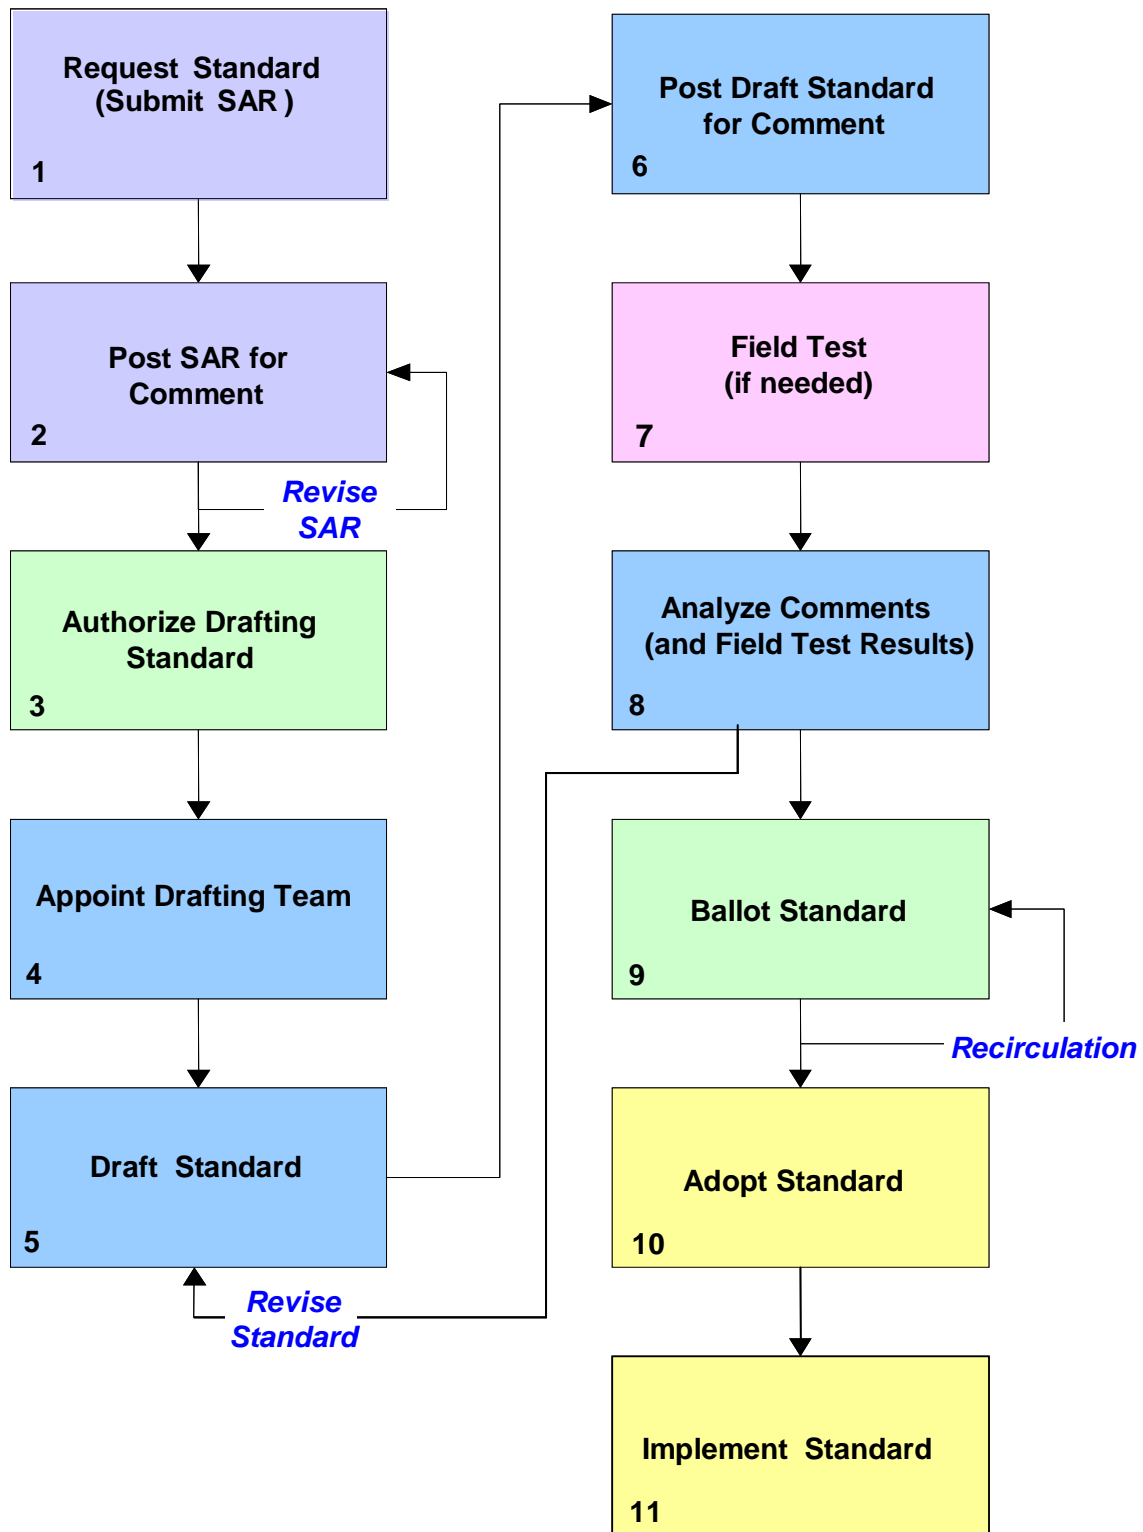 Request Standard
(Submit SAR )
1
Post SAR for
Comment
2
Revise
SAR
Authorize Drafting
Standard
3
Appoint Drafting Team
4
Draft Standard
5
Revise
Standard
Post Draft Standard
for Comment
6
Field Test
(if needed)
7
Analyze Comments
(and Field Test Results)
8
Ballot Standard
9
Recirculation
Adopt Standard
10
Implement Standard
11